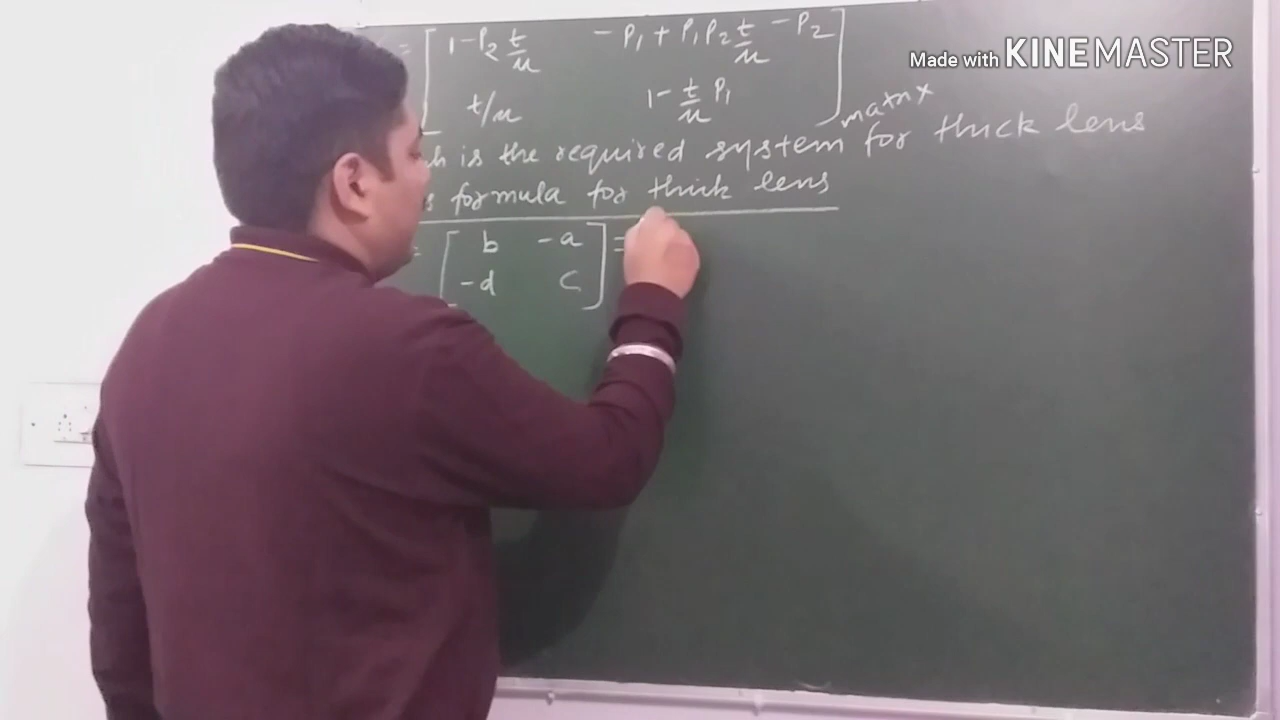 = [ 1-P₂ t/μ -P₁ + P₁P₂ t/μ - P₂ ]
t/μ 1 - t/μ P₁
Made with KINEMASTER
is the required system matrix for thick lens
formula for thick lens
= [ b -a ] =
-d c